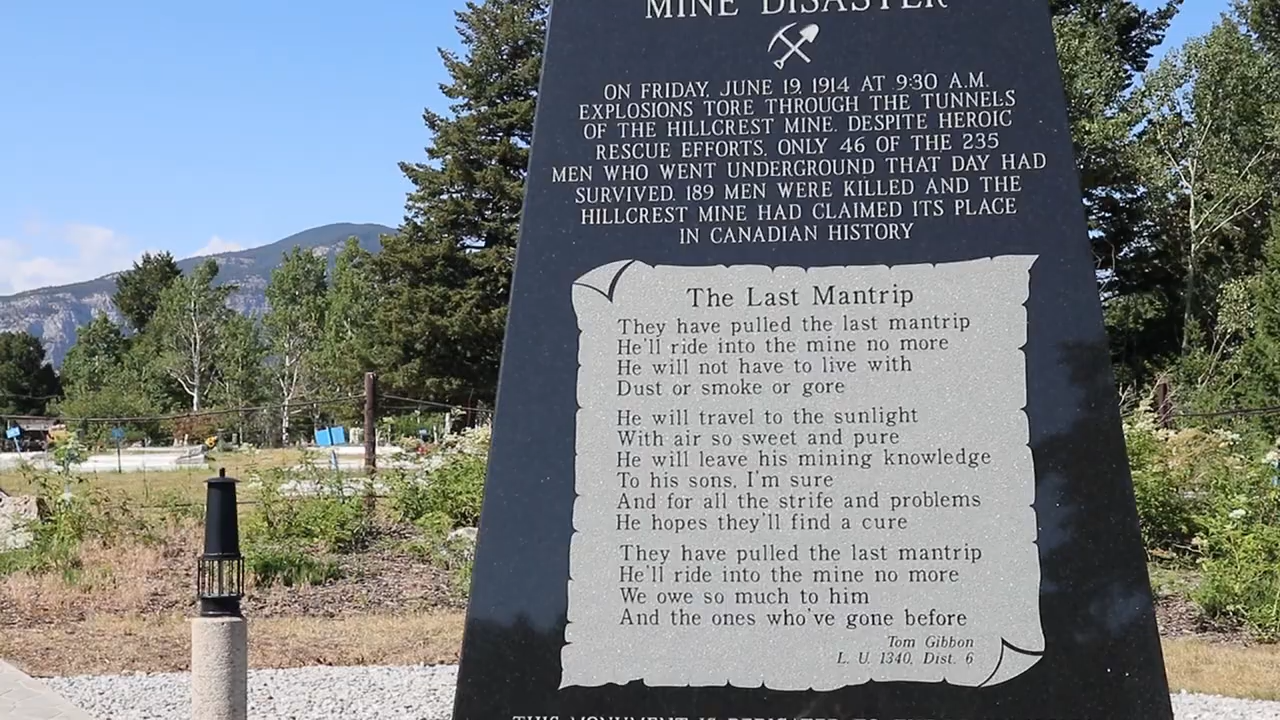 MINE DISASTER
ON FRIDAY, JUNE 19, 1914 AT 9:30 A.M.
EXPLOSIONS TORE THROUGH THE TUNNELS
OF THE HILLCREST MINE. DESPITE HEROIC
RESCUE EFFORTS, ONLY 46 OF THE 235
MEN WHO WENT UNDERGROUND THAT DAY HAD
SURVIVED. 189 MEN WERE KILLED AND THE
HILLCREST MINE HAD CLAIMED ITS PLACE
IN CANADIAN HISTORY
The Last Mantrip
They have pulled the last mantrip
He'll ride into the mine no more
He will not have to live with
Dust or smoke or gore
He will travel to the sunlight
With air so sweet and pure
He will leave his mining knowledge
To his sons, I'm sure
And for all the strife and problems
He hopes they'll find a cure
They have pulled the last mantrip
He'll ride into the mine no more
We owe so much to him
And the ones who've gone before
Tom Gibbon
L. U. 1340, Dist. 6
THIS MONUMENT IS DEDICATED TO